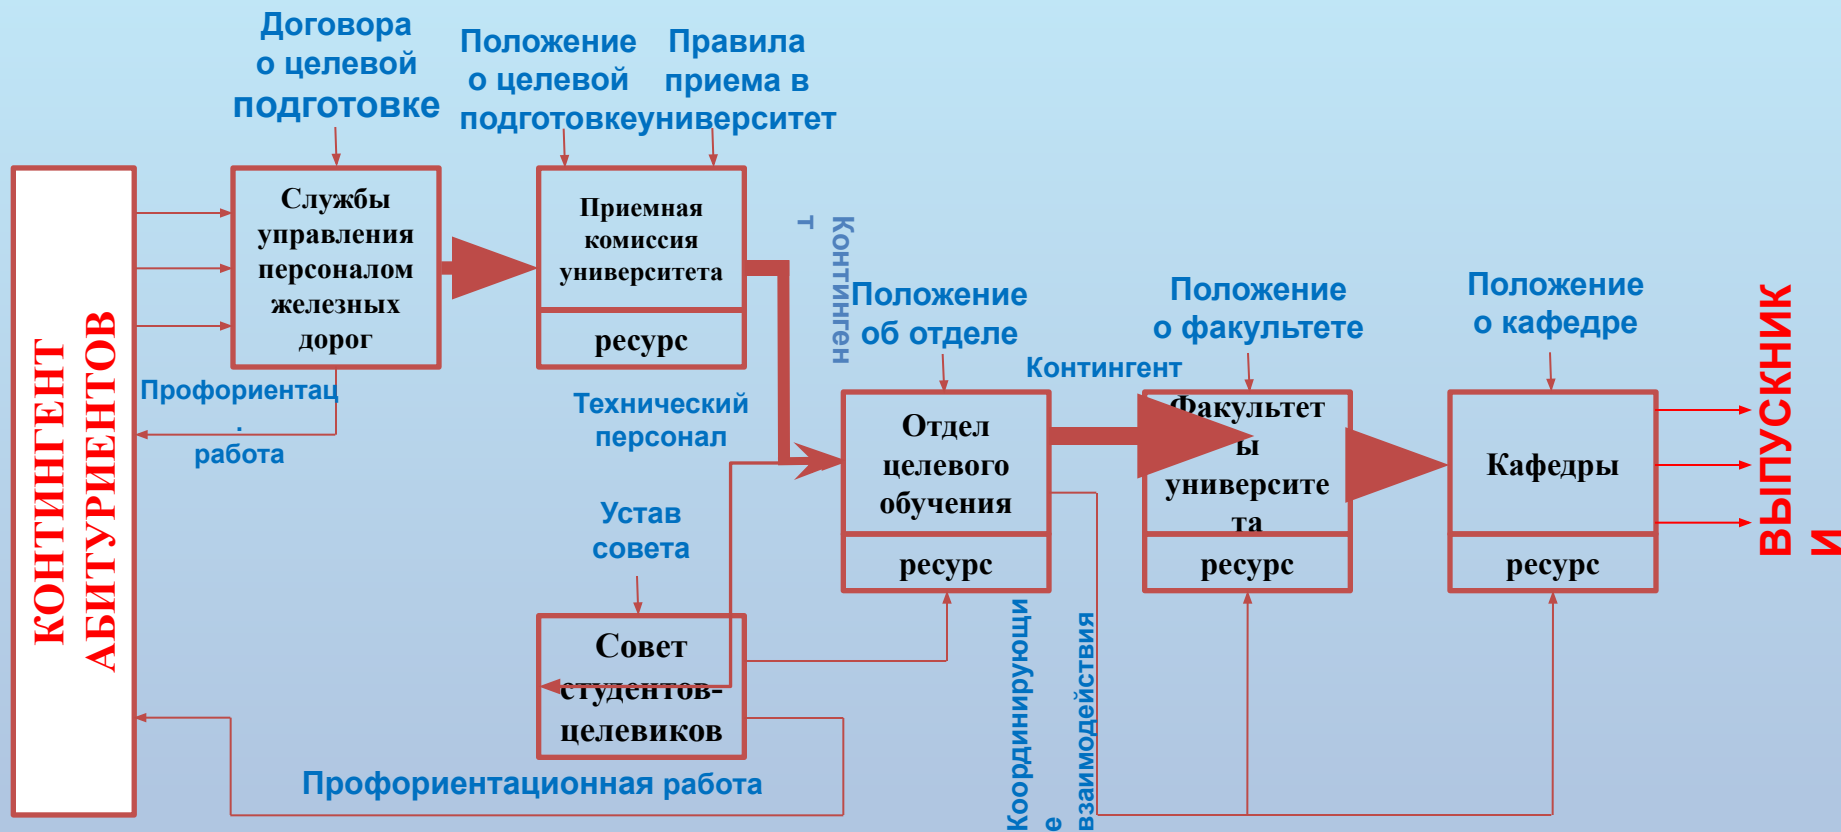 Договора
о целевой
подготовке
Положение
о целевой
подготовке
Правила
приема в
университет
КОНТИНГЕНТ
АБИТУРИЕНТОВ
Службы
управления
персоналом
железных
дорог
Приемная
комиссия
университета
ресурс
Континген
т
Профориентац
.
работа
Технический
персонал
Положение
об отделе
Контингент
Положение
о факультете
Положение
о кафедре
Отдел
целевого
обучения
ресурс
Факультет
ы
университе
та
ресурс
Кафедры
ресурс
ВЫПУСКНИК
И
Устав
совета
Совет
студентов-
целевиков
Профориентационная работа
Координирующи
е
взаимодействия